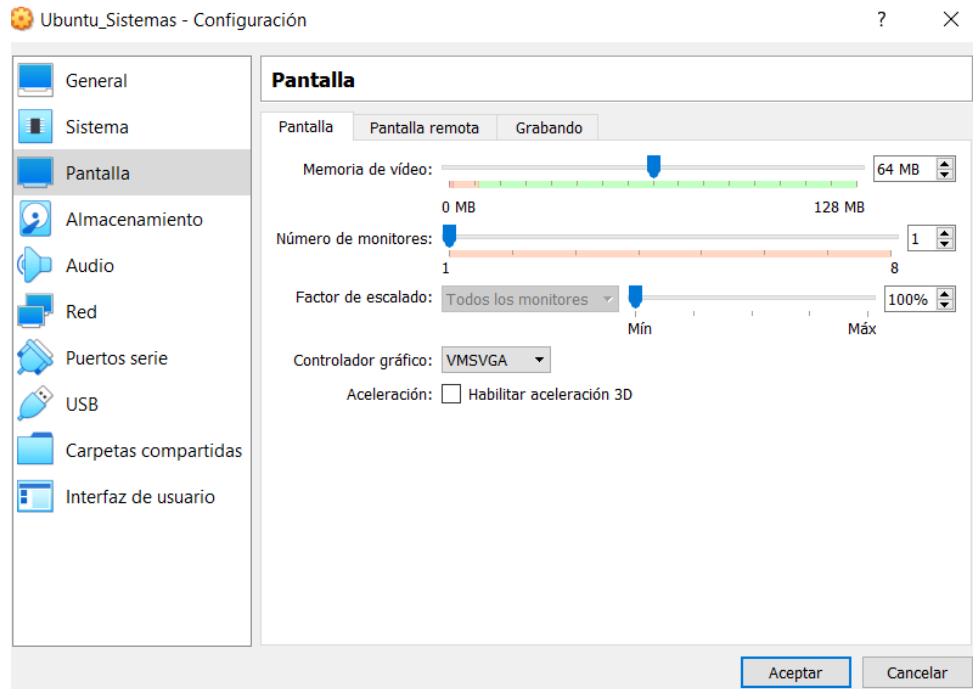 Ubuntu_Sistemas - Configuración
?
General
Sistema
Pantalla
Almacenamiento
Audio
Red
Puertos serie
USB
Carpetas compartidas
Interfaz de usuario
Pantalla
Pantalla
Pantalla remota
Grabando
Memoria de vídeo:
64 MB
0 MB
128 MB
Número de monitores:
1
1
8
Factor de escalado:
Todos los monitores
100%
Mín
Máx
Controlador gráfico:
VMSVGA
Aceleración:
Habilitar aceleración 3D
Aceptar
Cancelar